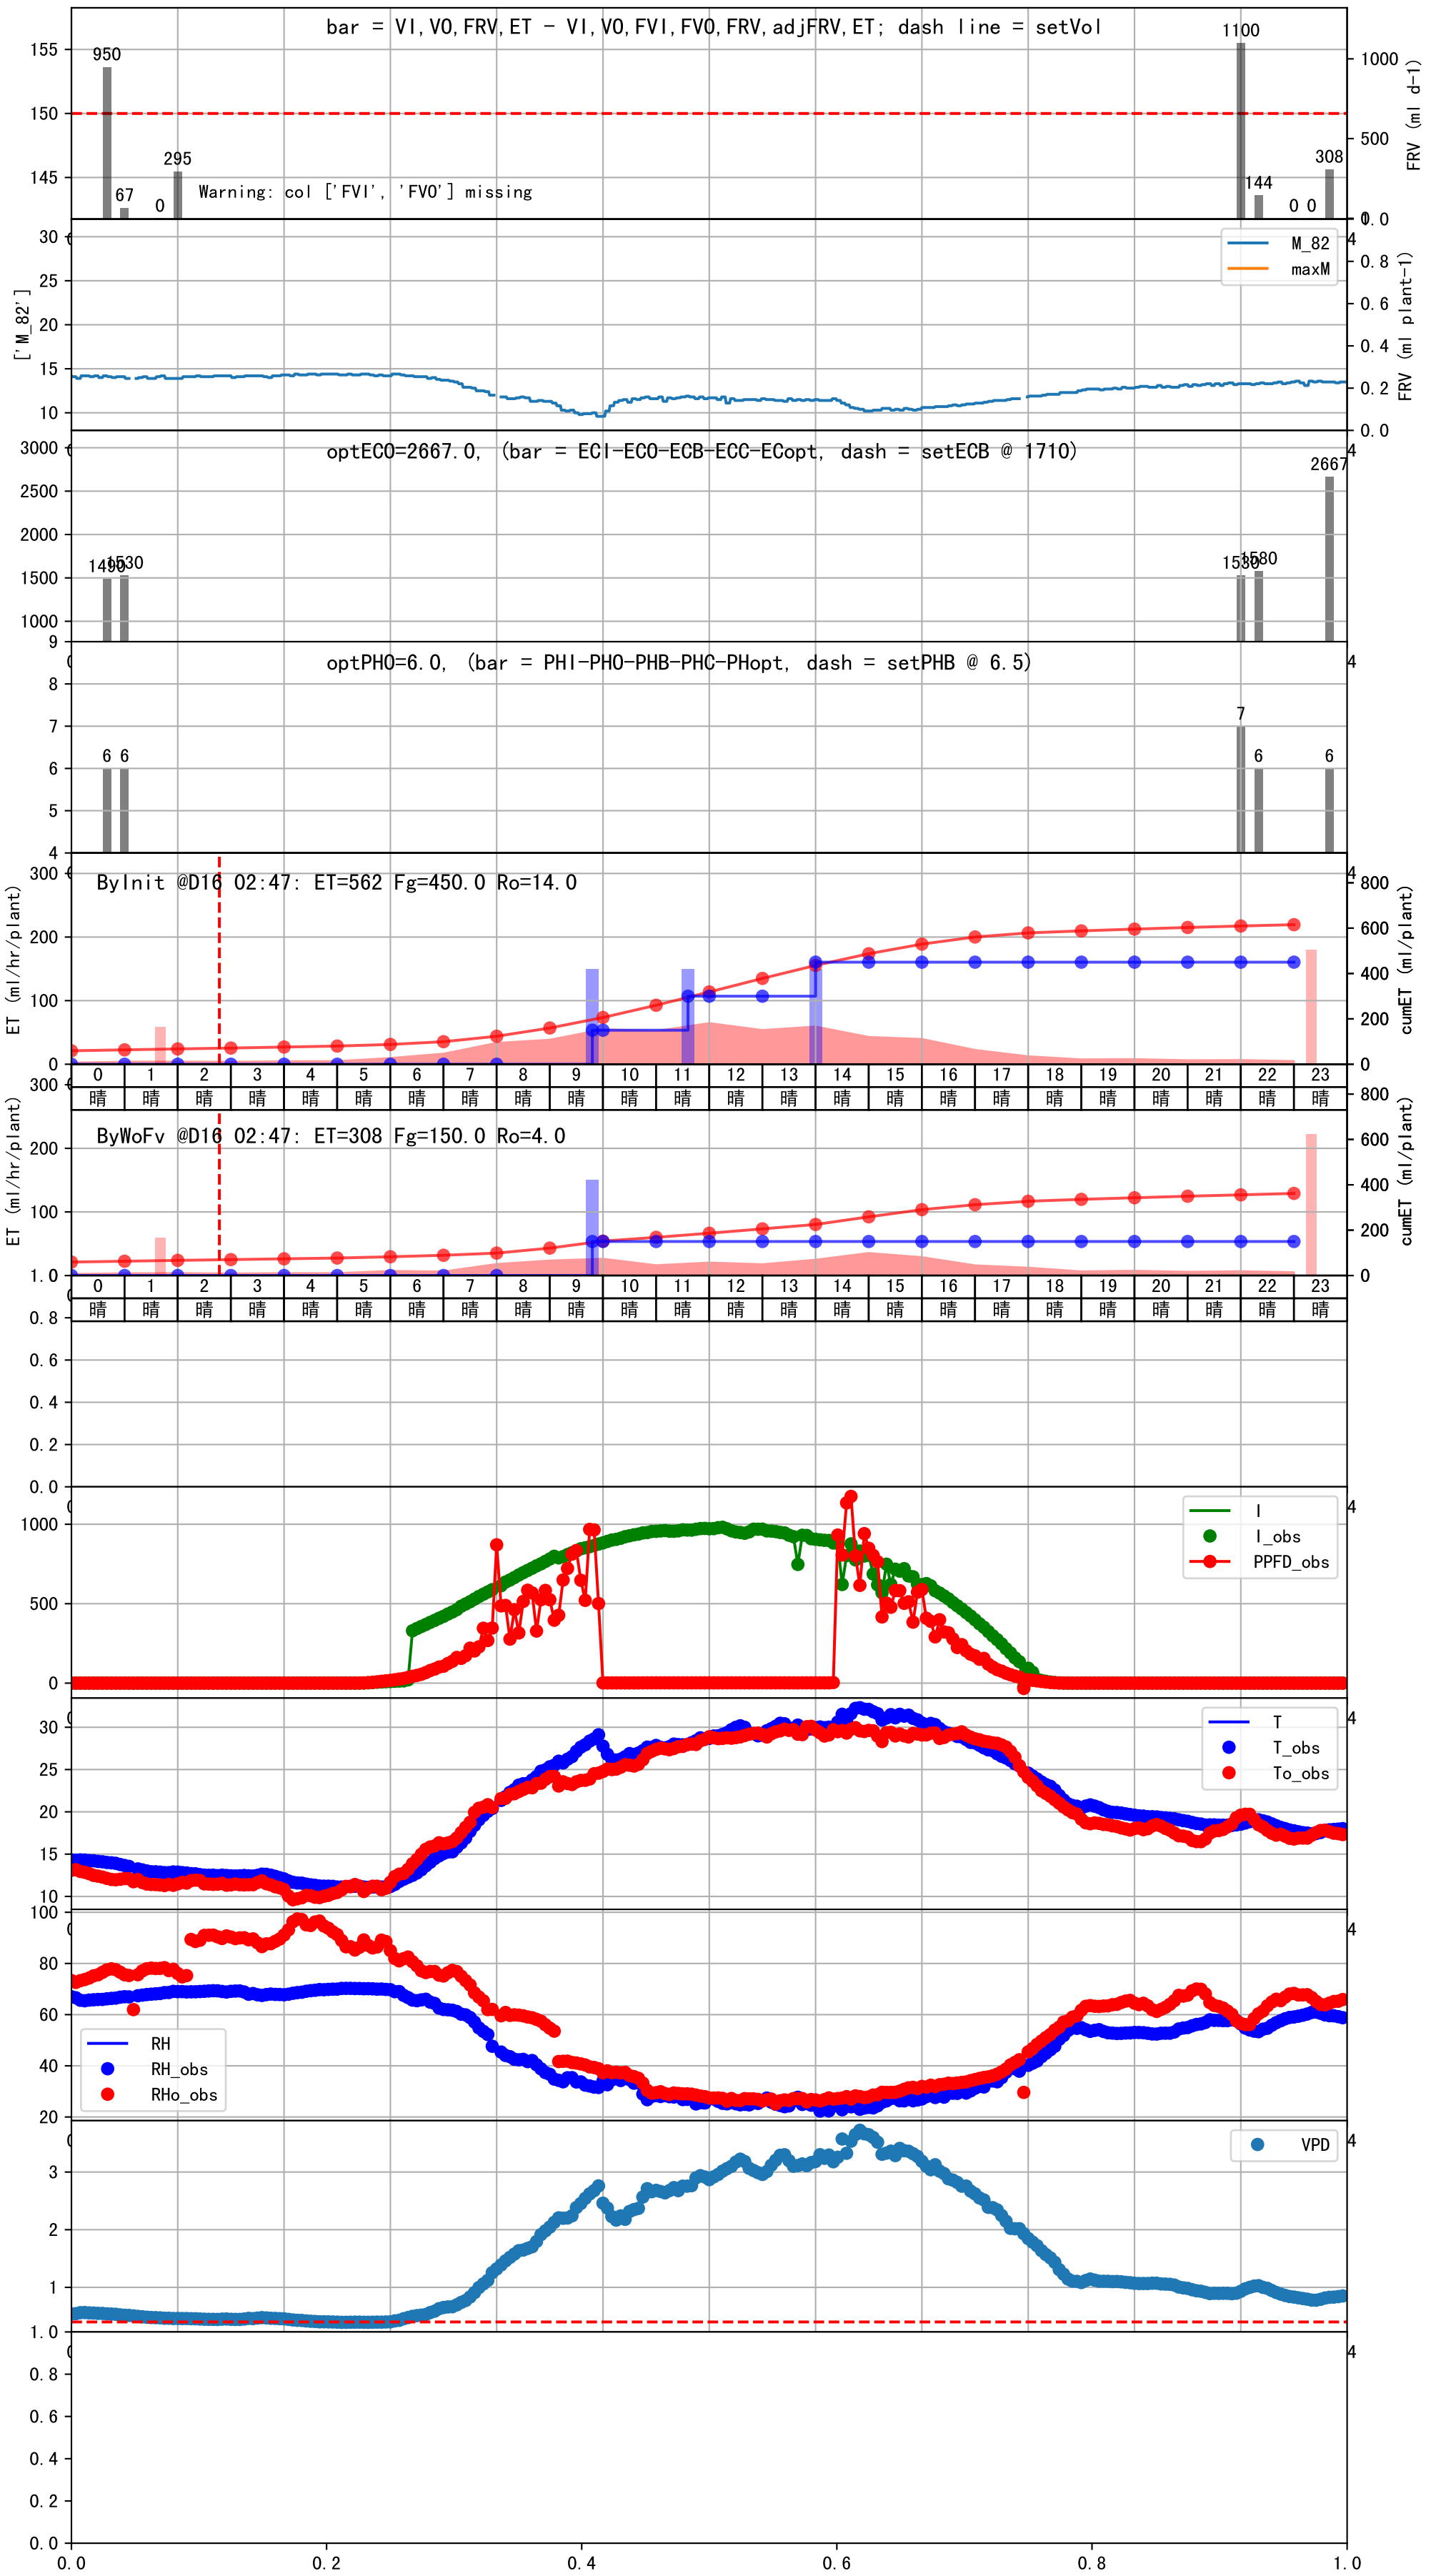 bar = VI,VO,FRV,ET - VI,VO,FVI,FVO,FRV,adjFRV,ET; dash line = setVol
950
67
0
295
Warning: col ['FVI', 'FVO'] missing
1100
144
0 0
308
155
150
145
1000
500
0.0
FRV (ml d-1)
['M_82']
30
25
20
15
10
M_82
maxM
0.8
0.6
0.4
0.2
0.0
FRV (ml plant-1)
optECO=2667.0, (bar = ECI-ECO-ECB-ECC-ECopt, dash = setECB @ 1710)
3000
2500
2000
1500
1000
1490
1530
1530
1580
2667
optPHO=6.0, (bar = PHI-PHO-PHB-PHC-PHopt, dash = setPHB @ 6.5)
9
8
7
6
5
4
6 6
7
6
6
ByInit @D16 02:47: ET=562 Fg=450.0 Ro=14.0
ET (ml/hr/plant)
300
200
100
0
800
600
400
200
0
cumET (ml/plant)
0 1 2 3 4 5 6 7 8 9 10 11 12 13 14 15 16 17 18 19 20 21 22 23
晴 晴 晴 晴 晴 晴 晴 晴 晴 晴 晴 晴 晴 晴 晴 晴 晴 晴 晴 晴 晴 晴 晴 晴
ByWoFv @D16 02:47: ET=308 Fg=150.0 Ro=4.0
ET (ml/hr/plant)
300
200
100
800
600
400
200
0
cumET (ml/plant)
0 1 2 3 4 5 6 7 8 9 10 11 12 13 14 15 16 17 18 19 20 21 22 23
晴 晴 晴 晴 晴 晴 晴 晴 晴 晴 晴 晴 晴 晴 晴 晴 晴 晴 晴 晴 晴 晴 晴 晴
1.0
0.8
0.6
0.4
0.2
0.0
1000
500
0
I
I_obs
PPFD_obs
30
25
20
15
10
T
T_obs
To_obs
100
80
60
40
20
RH
RH_obs
RHo_obs
3
2
1
VPD
1.0
0.8
0.6
0.4
0.2
0.0
0.0 0.2 0.4 0.6 0.8 1.0